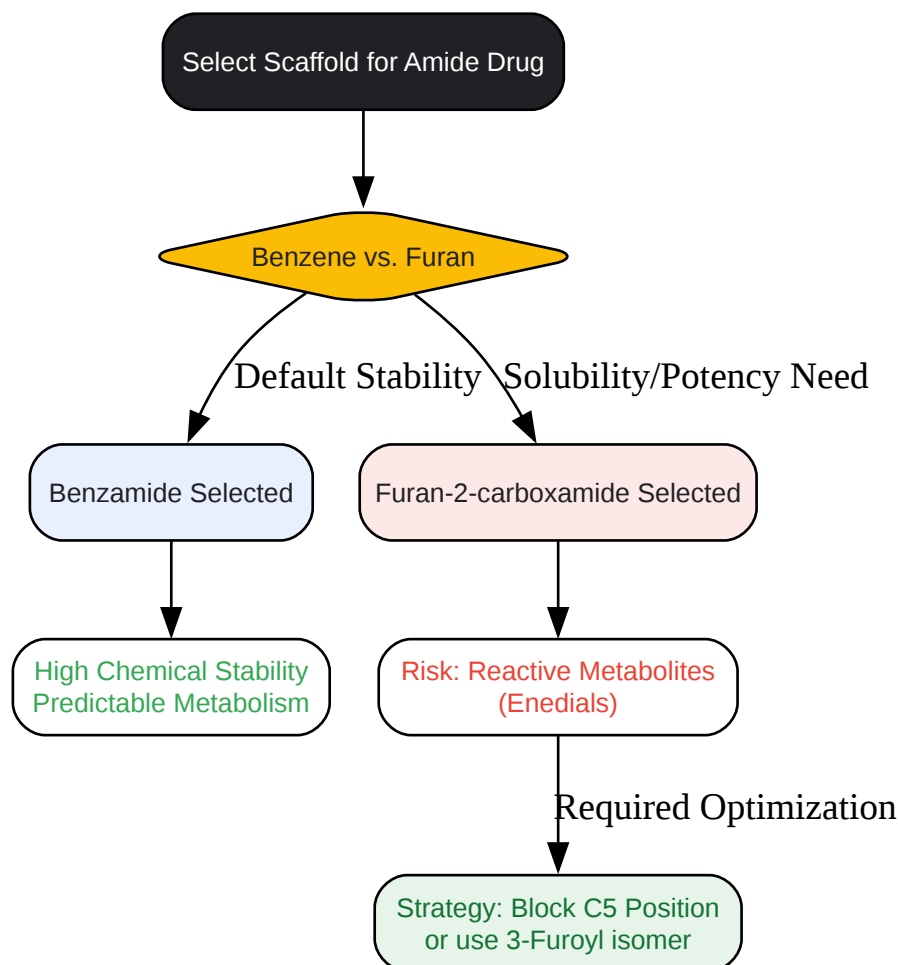 Select Scaffold for Amide Drug
Benzene vs. Furan
Default Stability
Solubility/Potency Need
Benzamide Selected
Furan-2-carboxamide Selected
High Chemical Stability
Predictable Metabolism
Risk: Reactive Metabolites
(Enedials)
Required Optimization
Strategy: Block C5 Position
or use 3-Furoyl isomer